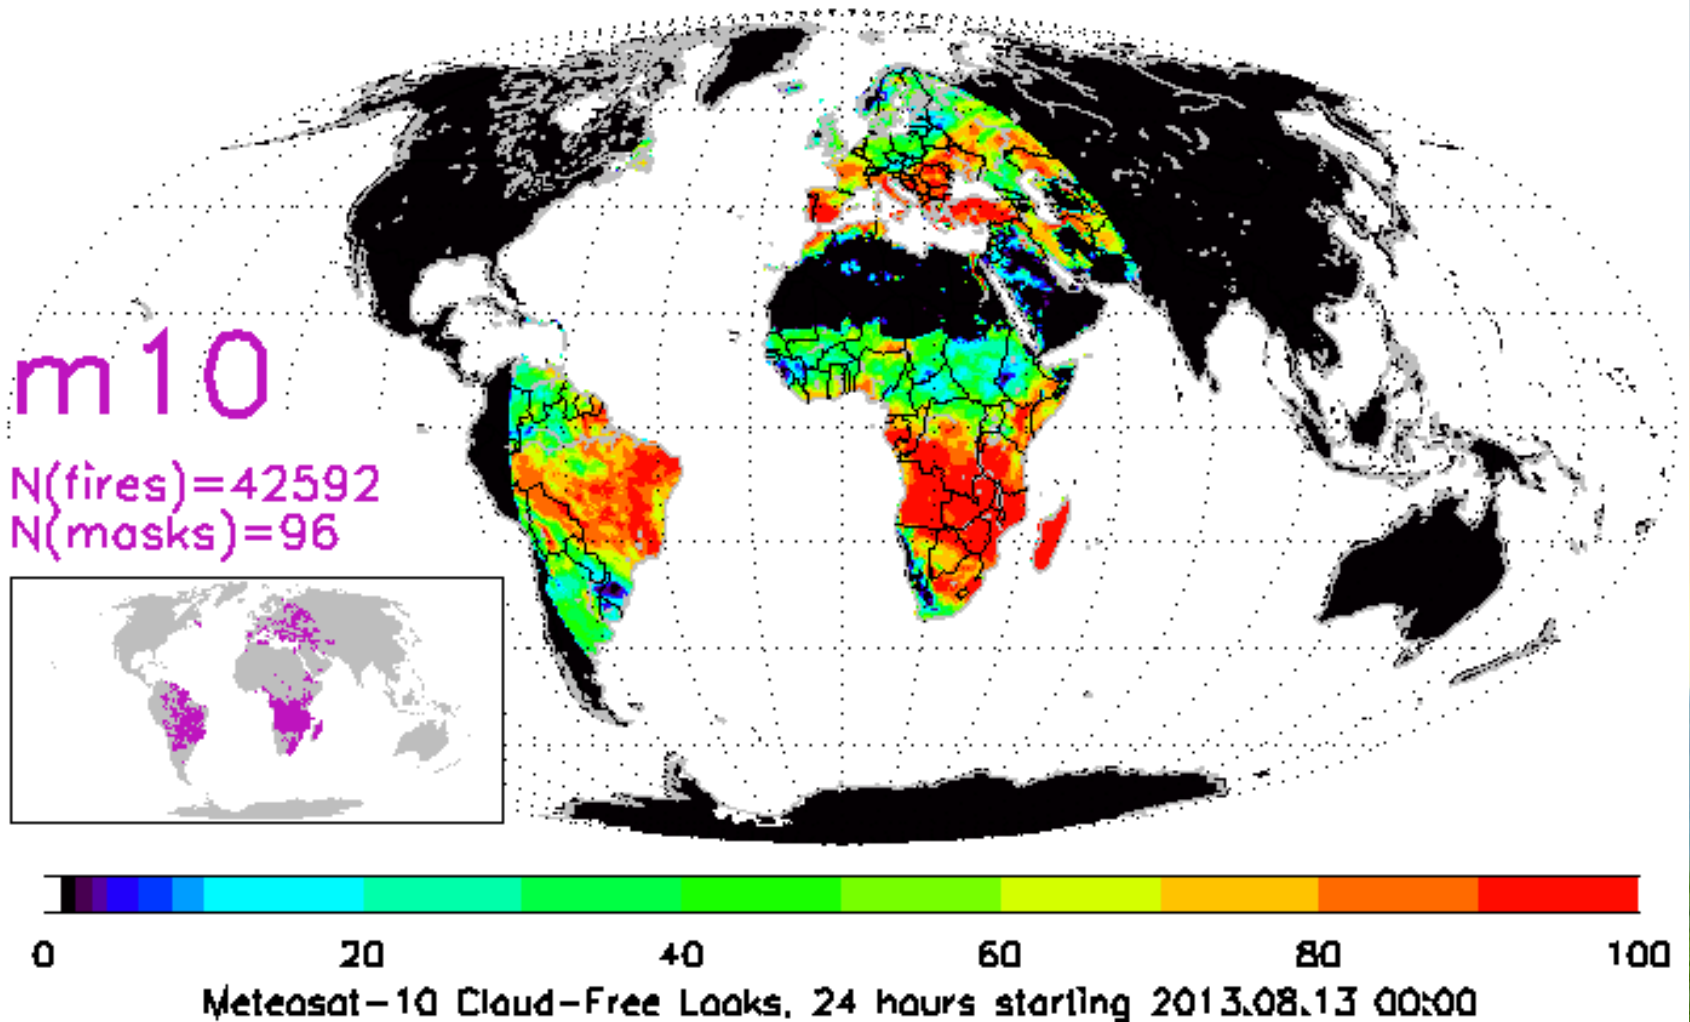 m10
N(fires)=42592
N(masks)=96
0 20 40 60 80 100
Meteosat-10 Cloud-Free Looks, 24 hours starting 2013.08.13 00:00